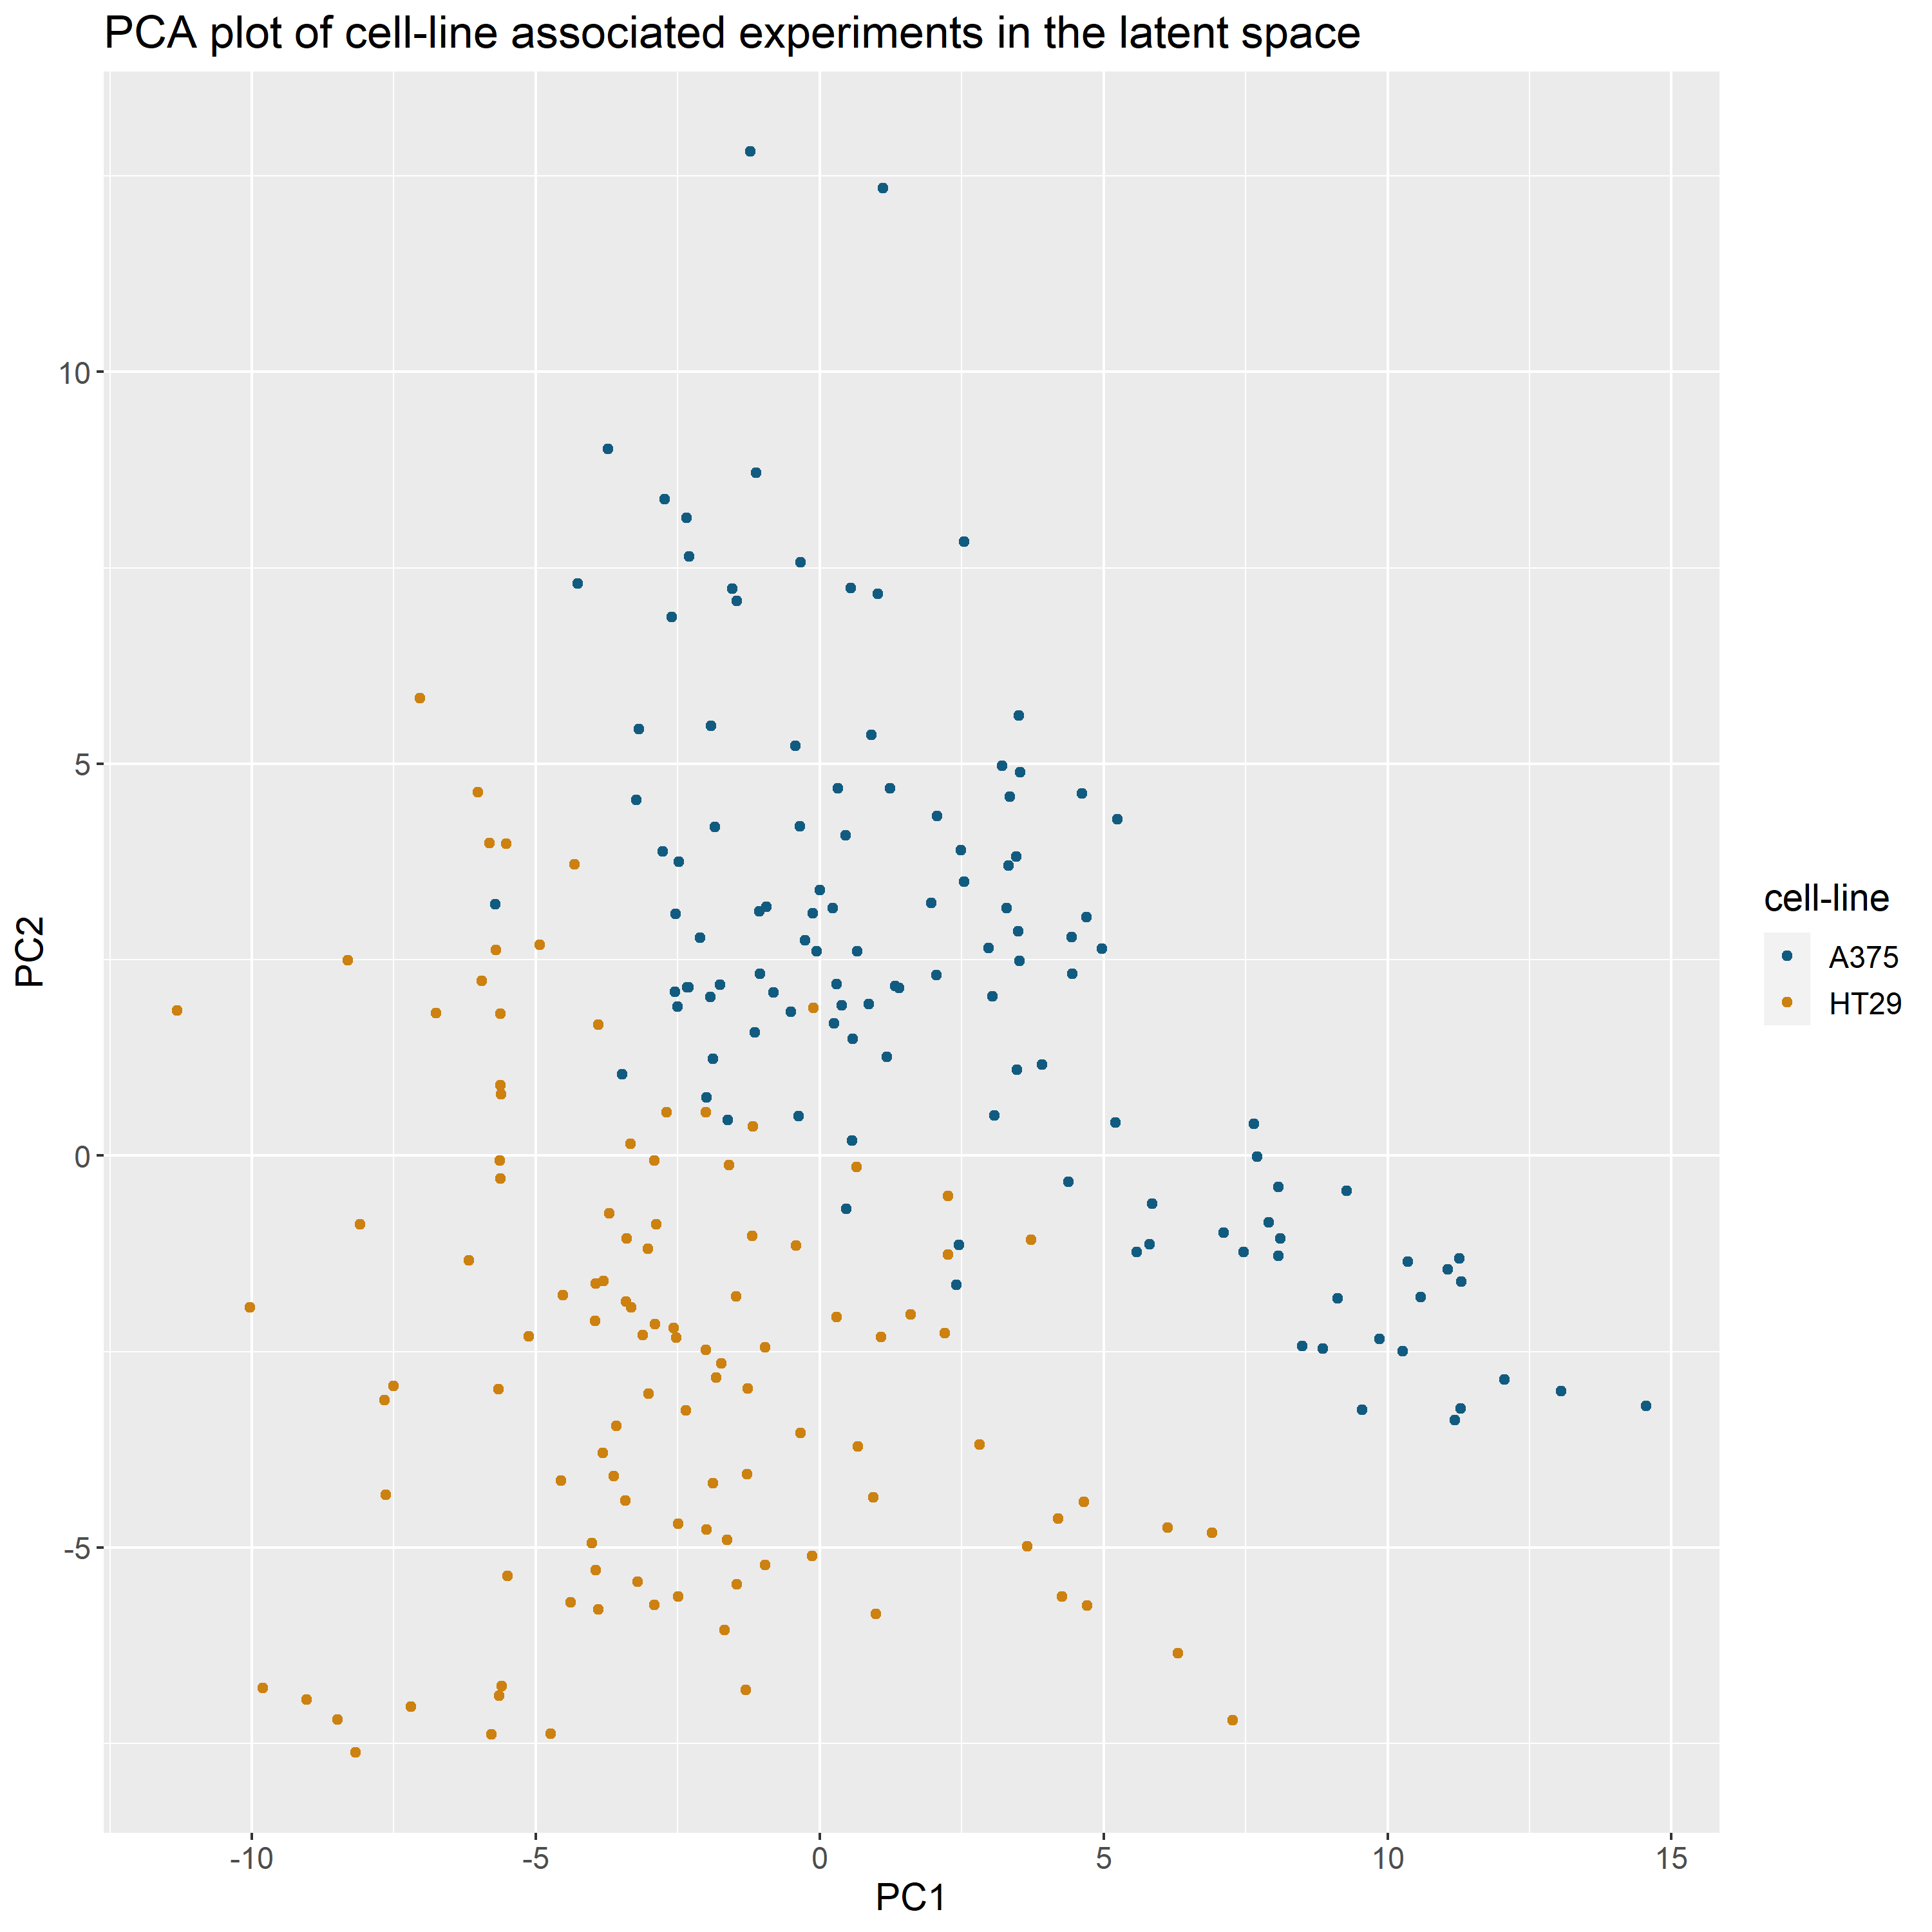 PCA plot of cell-line associated experiments in the latent space
10
5
0
-5
PC2
-10
-5
0
5
10
15
PC1
cell-line
A375
HT29